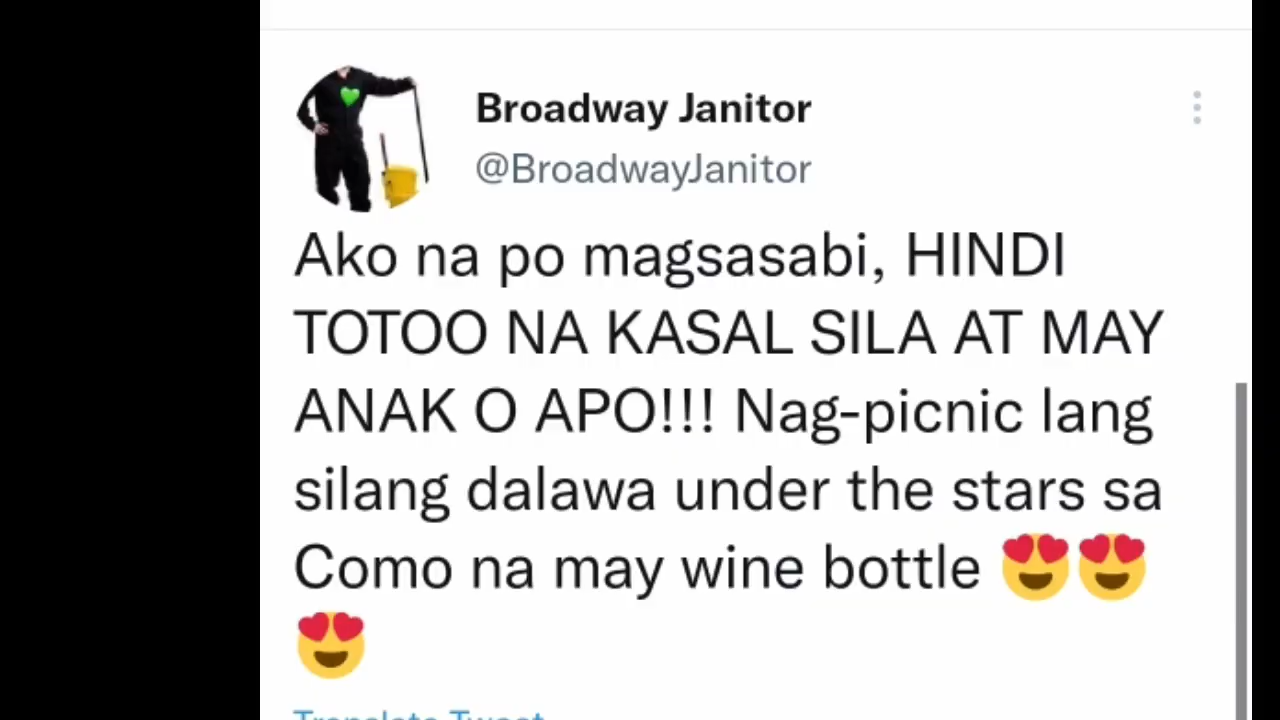 Broadway Janitor
@BroadwayJanitor
Ako na po magsasabi, HINDI
TOTOO NA KASAL SILA AT MAY
ANAK O APO!!! Nag-picnic lang
silang dalawa under the stars sa
Como na may wine bottle 😍😍
😍
Translate Tweet